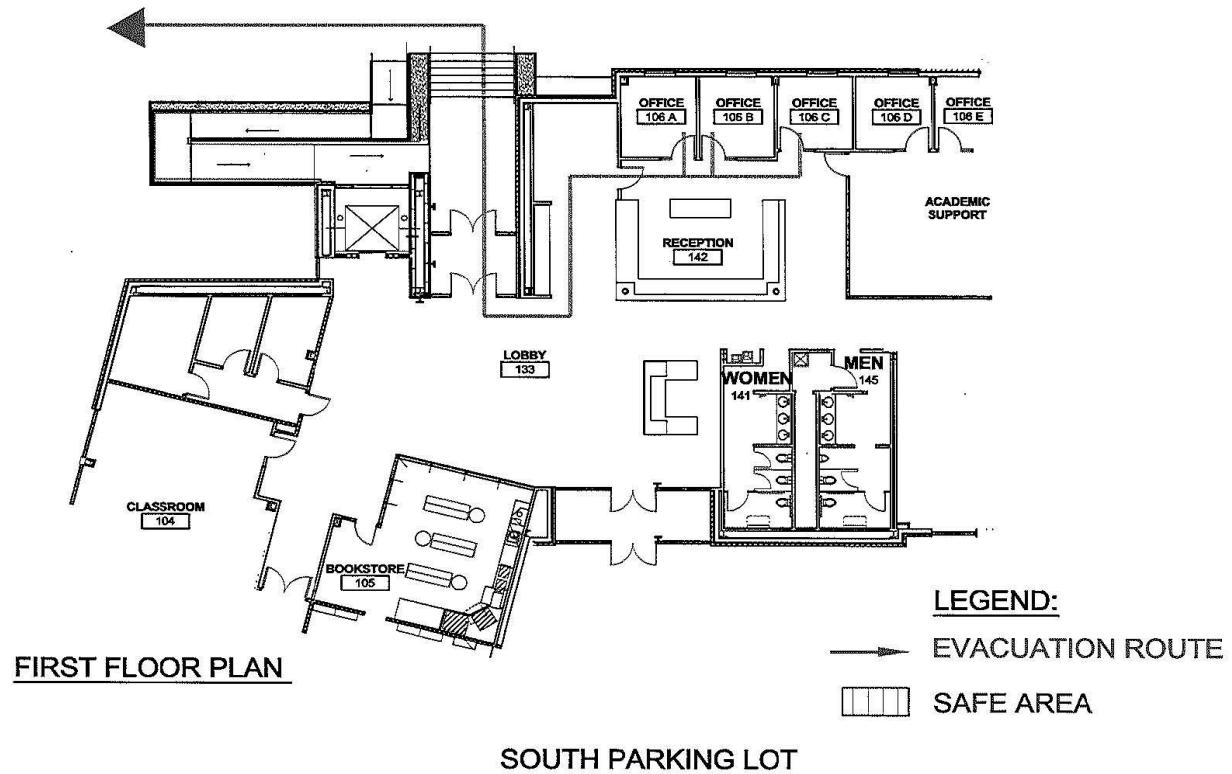 OFFICE
106 A
OFFICE
106 B
OFFICE
106 C
OFFICE
106 D
OFFICE
106 E
ACADEMIC
SUPPORT
RECEPTION
142
LOBBY
133
WOMEN
141
MEN
145
CLASSROOM
104
BOOKSTORE
105
LEGEND:
EVACUATION ROUTE
SAFE AREA
FIRST FLOOR PLAN
SOUTH PARKING LOT